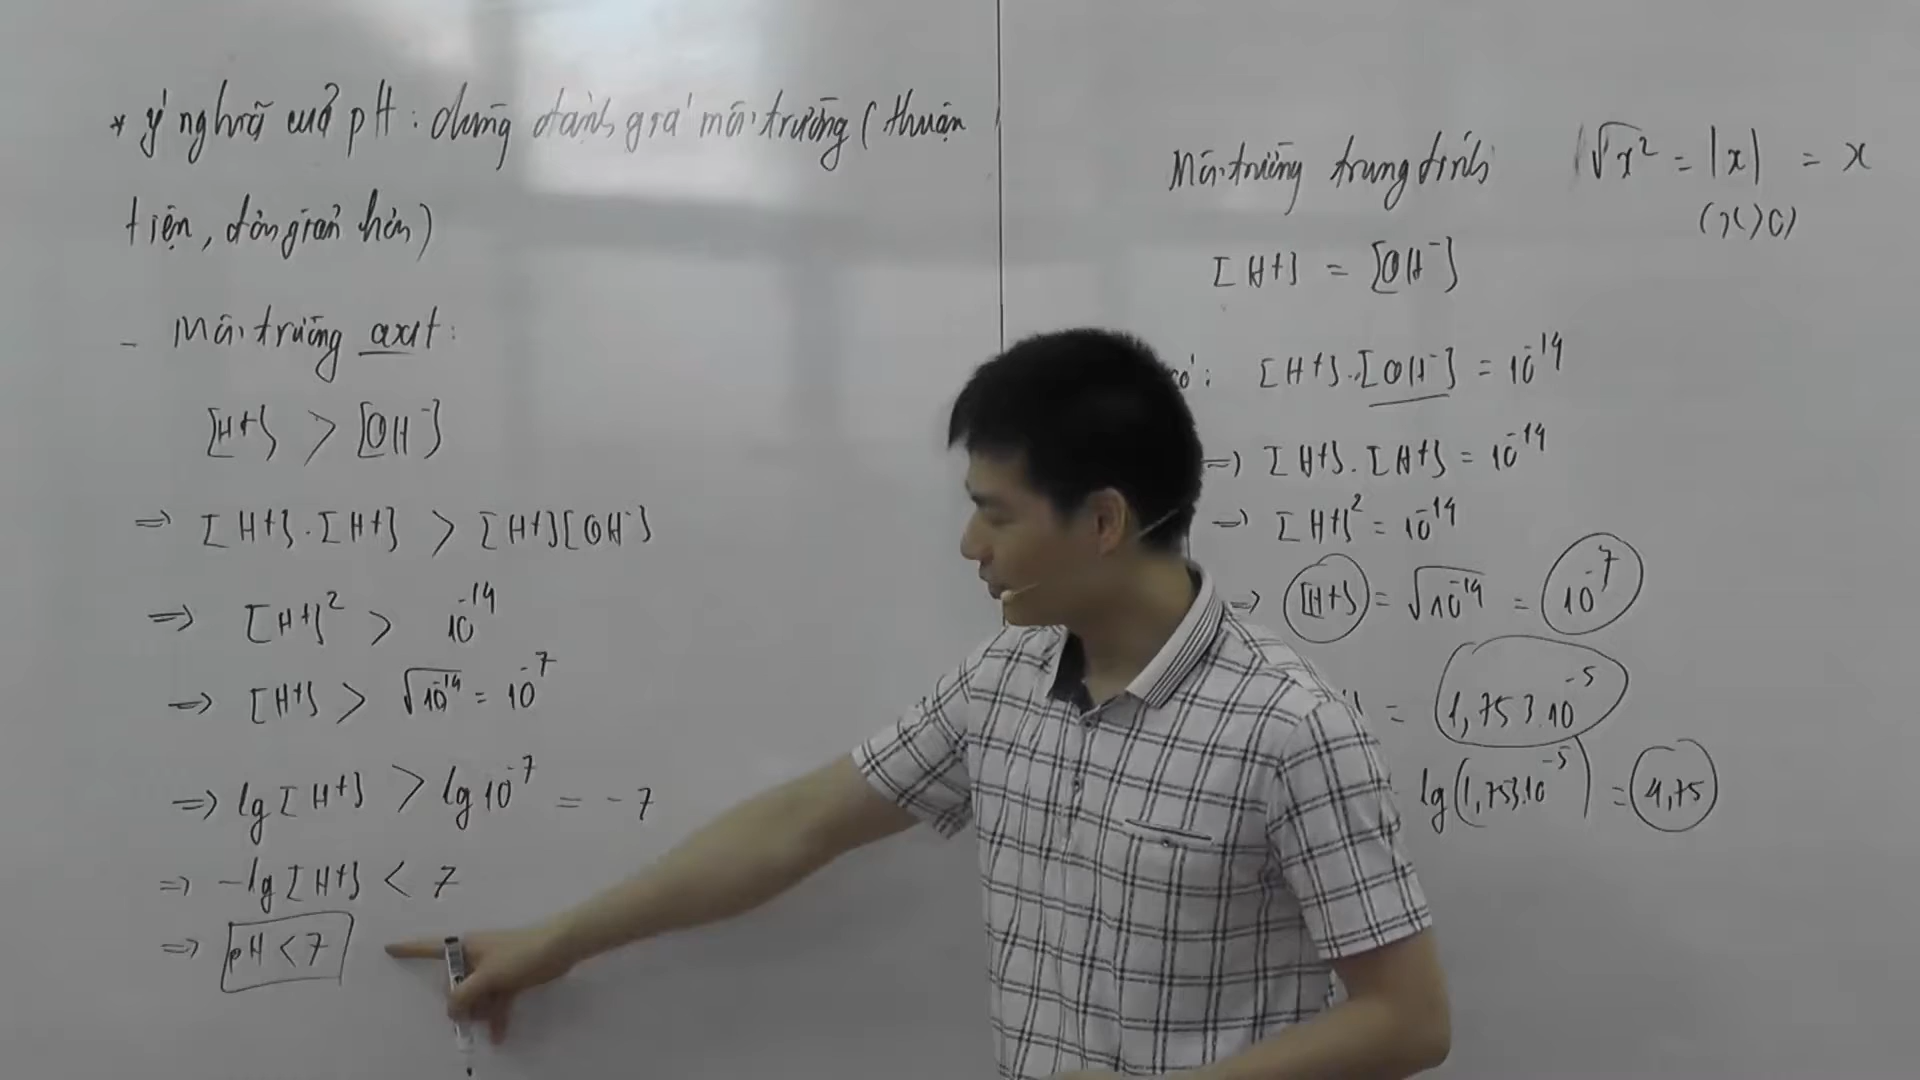 * ý nghĩa của pH : dùng đánh giá môi trường (thuận
tiện, đơn giản hơn)
- Môi trường axit:
[H+] > [OH-]
=> [H+].[H+] > [H+][OH-]
=> [H+]² > 10⁻¹⁴
=> [H+] > √10⁻¹⁴ = 10⁻⁷
=> lg[H+] > lg10⁻⁷ = -7
=> -lg[H+] < 7
=> pH < 7
Môi trường trung tính
√x² = |x| = x
(x>0)
[H+] = [OH-]
có: [H+].[OH-] = 10⁻¹⁴
=> [H+].[H+] = 10⁻¹⁴
=> [H+]² = 10⁻¹⁴
=> [H+] = √10⁻¹⁴ = 10⁻⁷
= 1,753.10⁻⁵
lg(1,753.10⁻⁵) = 4,75